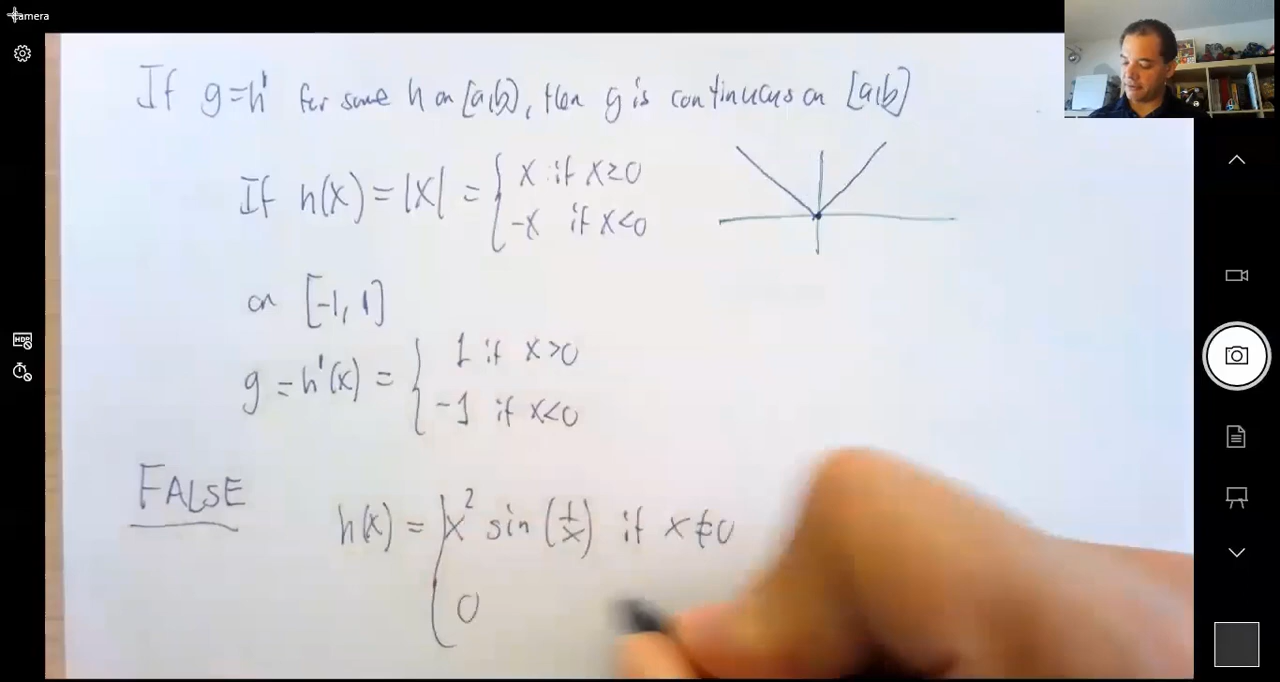 Camera
If g=h' for some h on [a,b], then g is continuous on [a,b]
If h(x) = |x| = { x if x≥0
-x if x<0
on [-1, 1]
g = h'(x) = { 1 if x>0
-1 if x<0
FALSE
h(x) = { x² sin (1/x) if x≠0
0